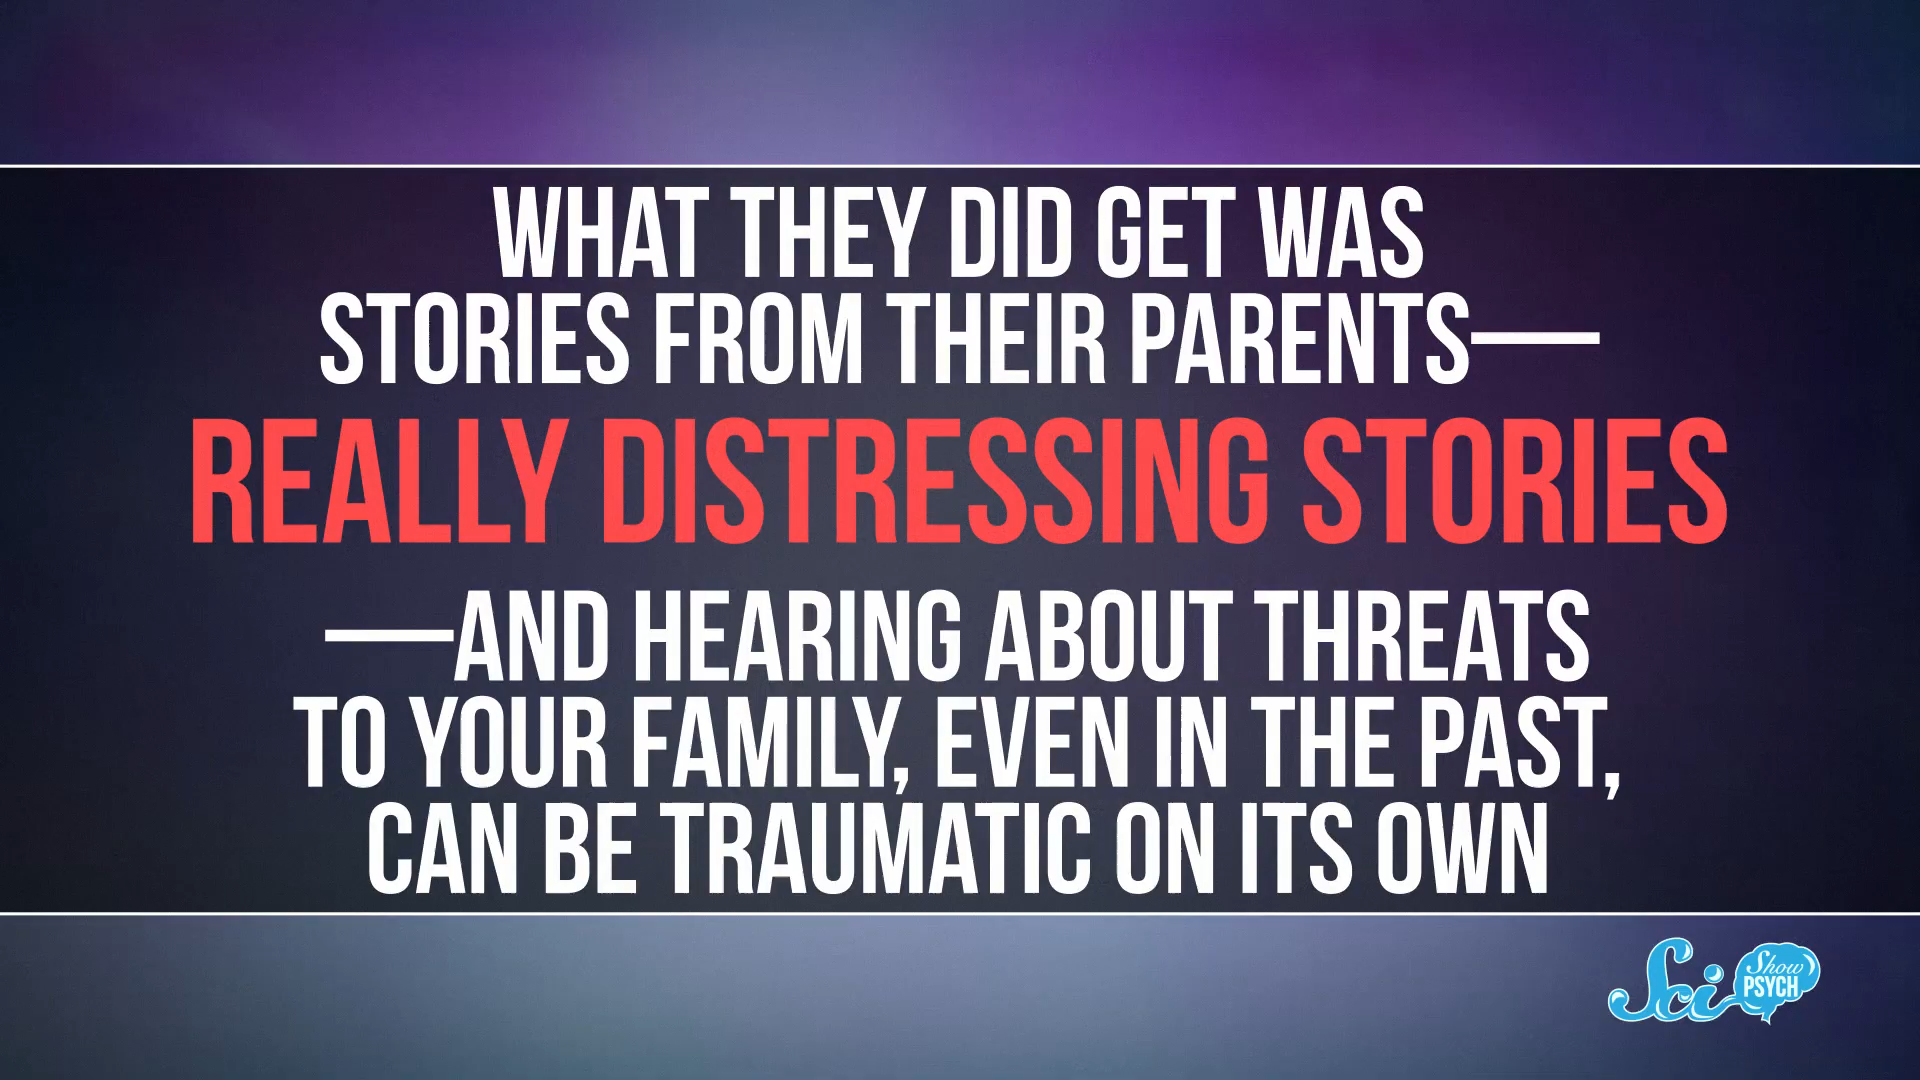 WHAT THEY DID GET WAS
STORIES FROM THEIR PARENTS—
REALLY DISTRESSING STORIES
—AND HEARING ABOUT THREATS
TO YOUR FAMILY, EVEN IN THE PAST,
CAN BE TRAUMATIC ON ITS OWN
Sci Show
PSYCH